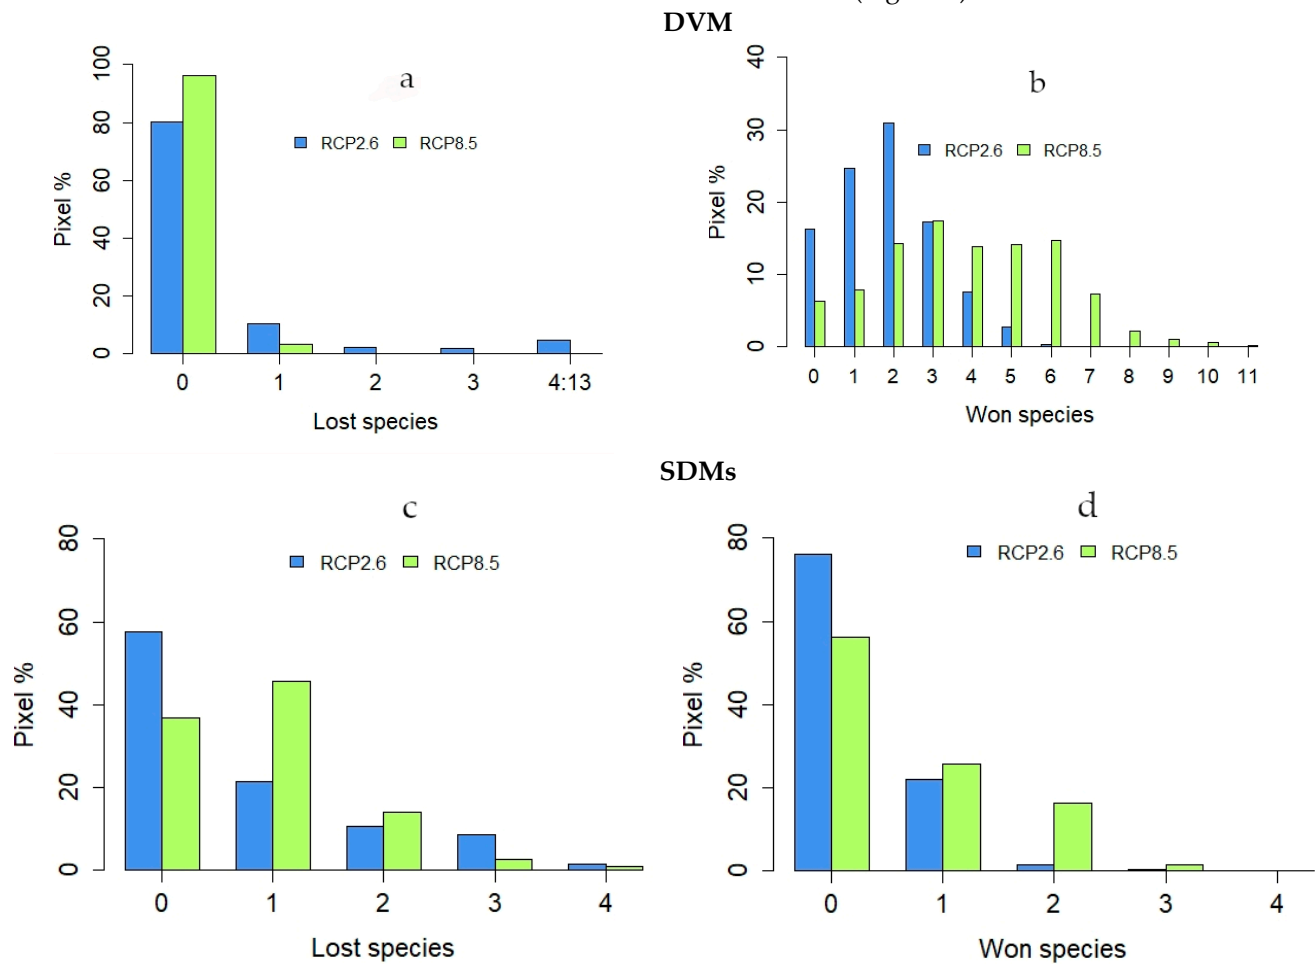 DVM
a
100
80
60
40
20
0
Pixel %
RCP2.6 RCP8.5
0 1 2 3 4:13
Lost species
b
40
30
20
10
0
Pixel %
RCP2.6 RCP8.5
0 1 2 3 4 5 6 7 8 9 10 11
Won species
SDMs
c
80
60
40
20
0
Pixel %
RCP2.6 RCP8.5
0 1 2 3 4
Lost species
d
80
60
40
20
0
Pixel %
RCP2.6 RCP8.5
0 1 2 3 4
Won species